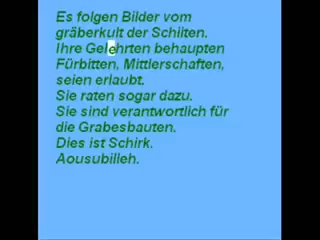 Es folgen Bilder vom
gräberkult der Schiiten.
Ihre Gelehrten behaupten
Fürbitten, Mittlerschaften,
seien erlaubt.
Sie raten sogar dazu.
Sie sind verantwortlich für
die Grabesbauten.
Dies ist Schirk.
Aousubilleh.